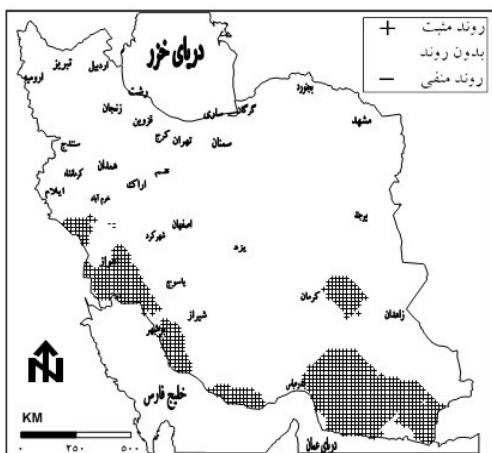 روند مثبت +
بدون روند
روند منفی −
دریای خزر
اردبیل
تبریز
ارومیه
رشت
زنجان
قزوین
کرج
تهران
ساری
گرگان
سمنان
بجنورد
مشهد
سنندج
همدان
کرمانشاه
اراک
قم
ایلام
خرم آباد
اصفهان
شهرکرد
یزد
بیرجند
اهواز
یاسوج
شیراز
کرمان
زاهدان
بوشهر
خلیج فارس
بندرعباس
دریای عمان
N
KM
۰ ۲۵۰ ۵۰۰